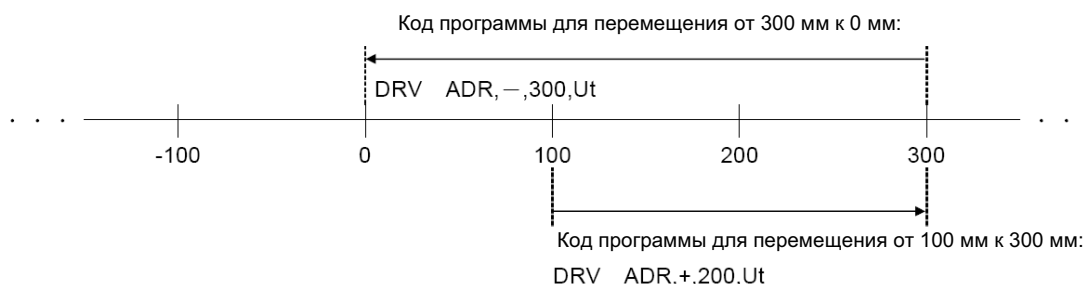 Код программы для перемещения от 300 мм к 0 мм:
DRV ADR,－,300,Ut
. . . . .
-100 0 100 200 300
Код программы для перемещения от 100 мм к 300 мм:
DRV ADR.+.200.Ut